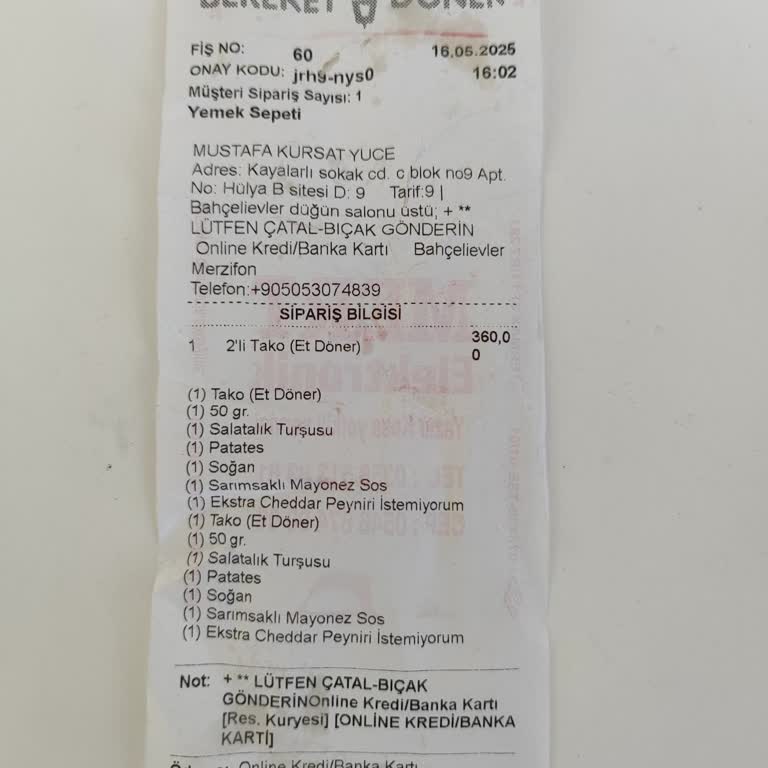 BEREKET DÖNER
FİŞ NO: 60 16.05.2025
ONAY KODU: jrh9-nys0 16:02
Müşteri Sipariş Sayısı: 1
Yemek Sepeti
MUSTAFA KURSAT YUCE
Adres: Kayalarlı sokak cd. c blok no9 Apt.
No: Hülya B sitesi D: 9 Tarif:9 |
Bahçelievler düğün salonu üstü; + **
LÜTFEN ÇATAL-BIÇAK GÖNDERİN
Online Kredi/Banka Kartı Bahçelievler
Merzifon
Telefon:+905053074839
SİPARİŞ BİLGİSİ
1 2'li Tako (Et Döner) 360,0
0
(1) Tako (Et Döner)
(1) 50 gr.
(1) Salatalık Turşusu
(1) Patates
(1) Soğan
(1) Sarımsaklı Mayonez Sos
(1) Ekstra Cheddar Peyniri İstemiyorum
(1) Tako (Et Döner)
(1) 50 gr.
(1) Salatalık Turşusu
(1) Patates
(1) Soğan
(1) Sarımsaklı Mayonez Sos
(1) Ekstra Cheddar Peyniri İstemiyorum
Not: + ** LÜTFEN ÇATAL-BIÇAK
GÖNDERİNOnline Kredi/Banka Kartı
[Res. Kuryesi] [ONLİNE KREDİ/BANKA
KARTI]
Online Kredi/Banka Kartı